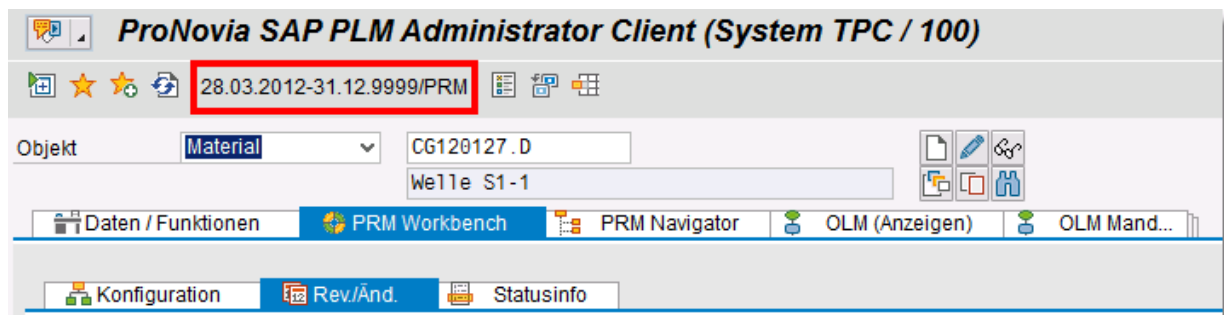 ProNovia SAP PLM Administrator Client (System TPC / 100)
28.03.2012-31.12.9999/PRM
Objekt Material CG120127.D
Welle S1-1
Daten / Funktionen PRM Workbench PRM Navigator OLM (Anzeigen) OLM Mand...
Konfiguration Rev./Änd. Statusinfo